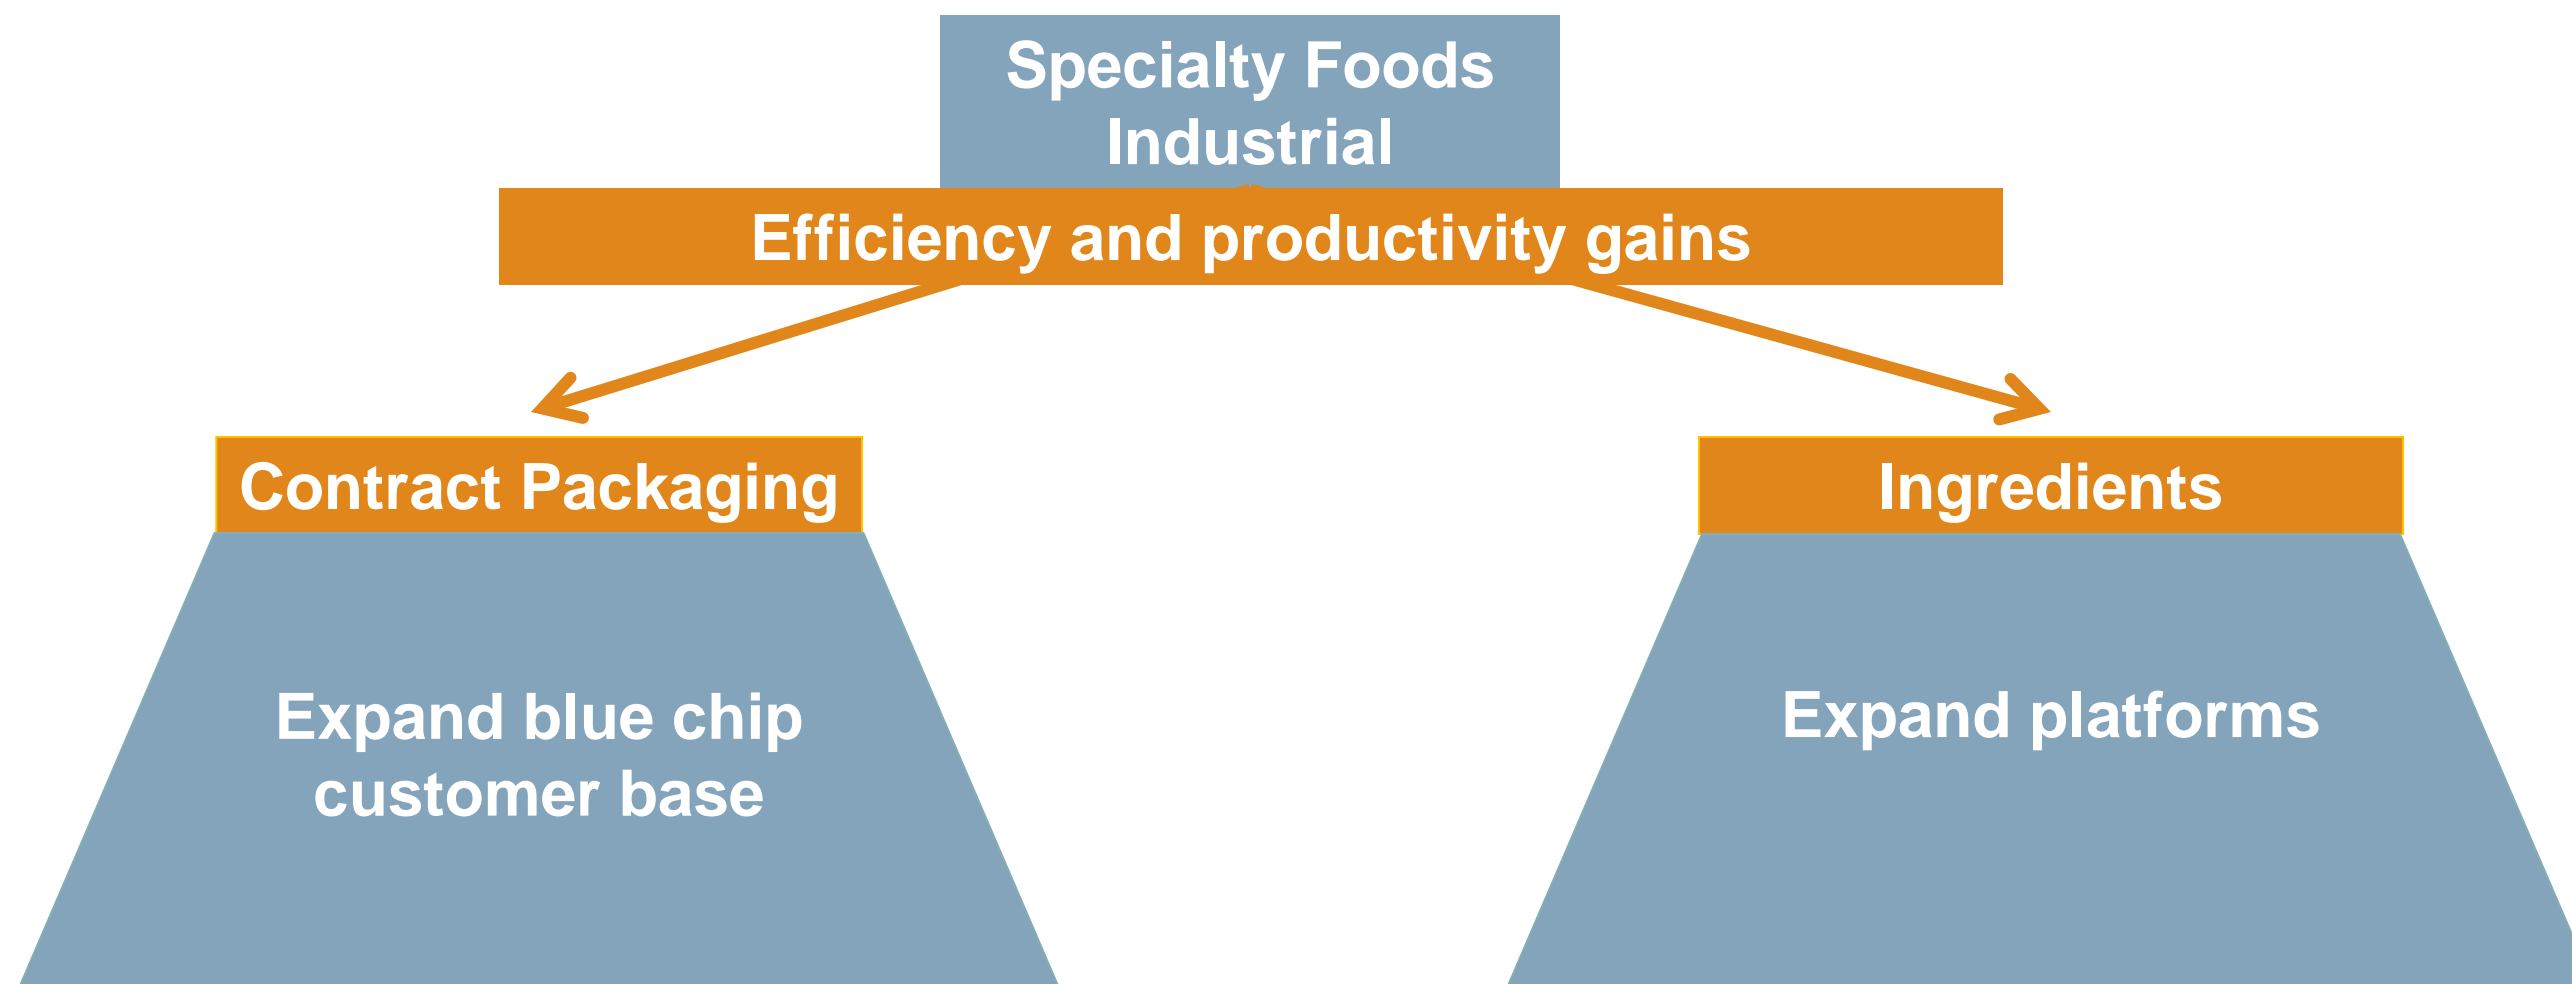 Specialty Foods
Industrial
Efficiency and productivity gains
Contract Packaging
Ingredients
Expand blue chip
customer base
Expand platforms